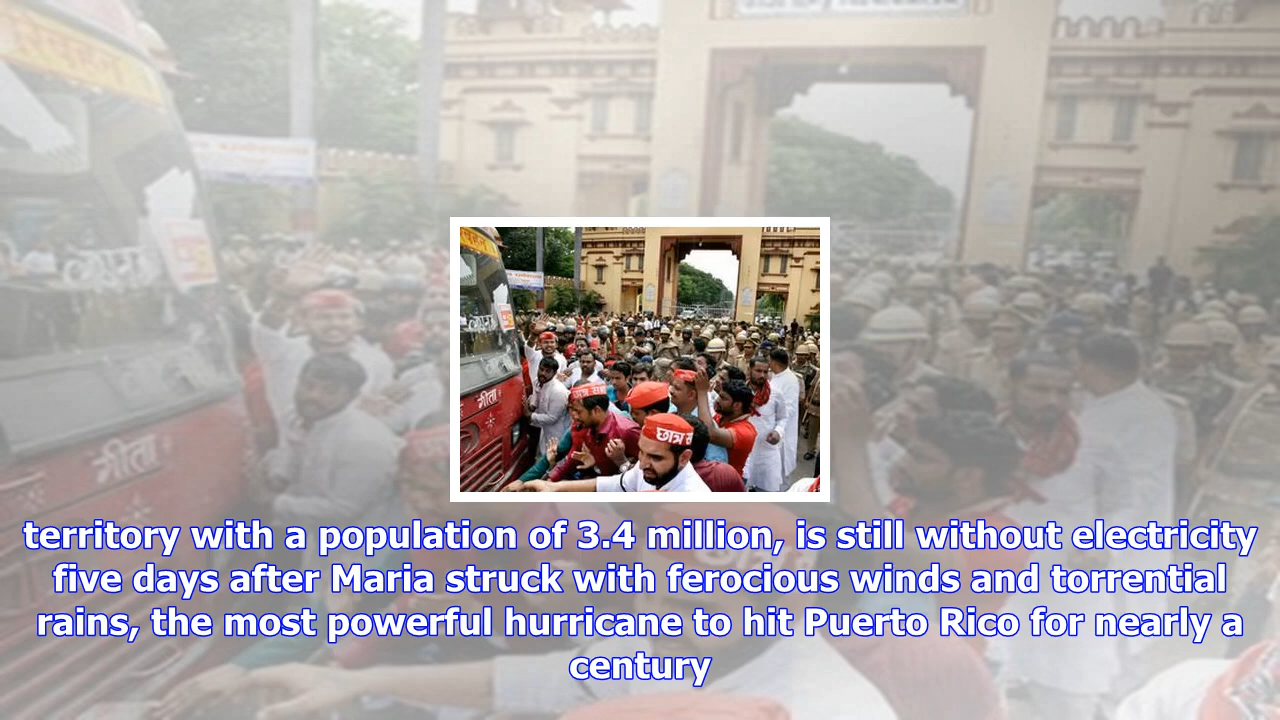 गीता
छात्र स
territory with a population of 3.4 million, is still without electricity
five days after Maria struck with ferocious winds and torrential
rains, the most powerful hurricane to hit Puerto Rico for nearly a
century